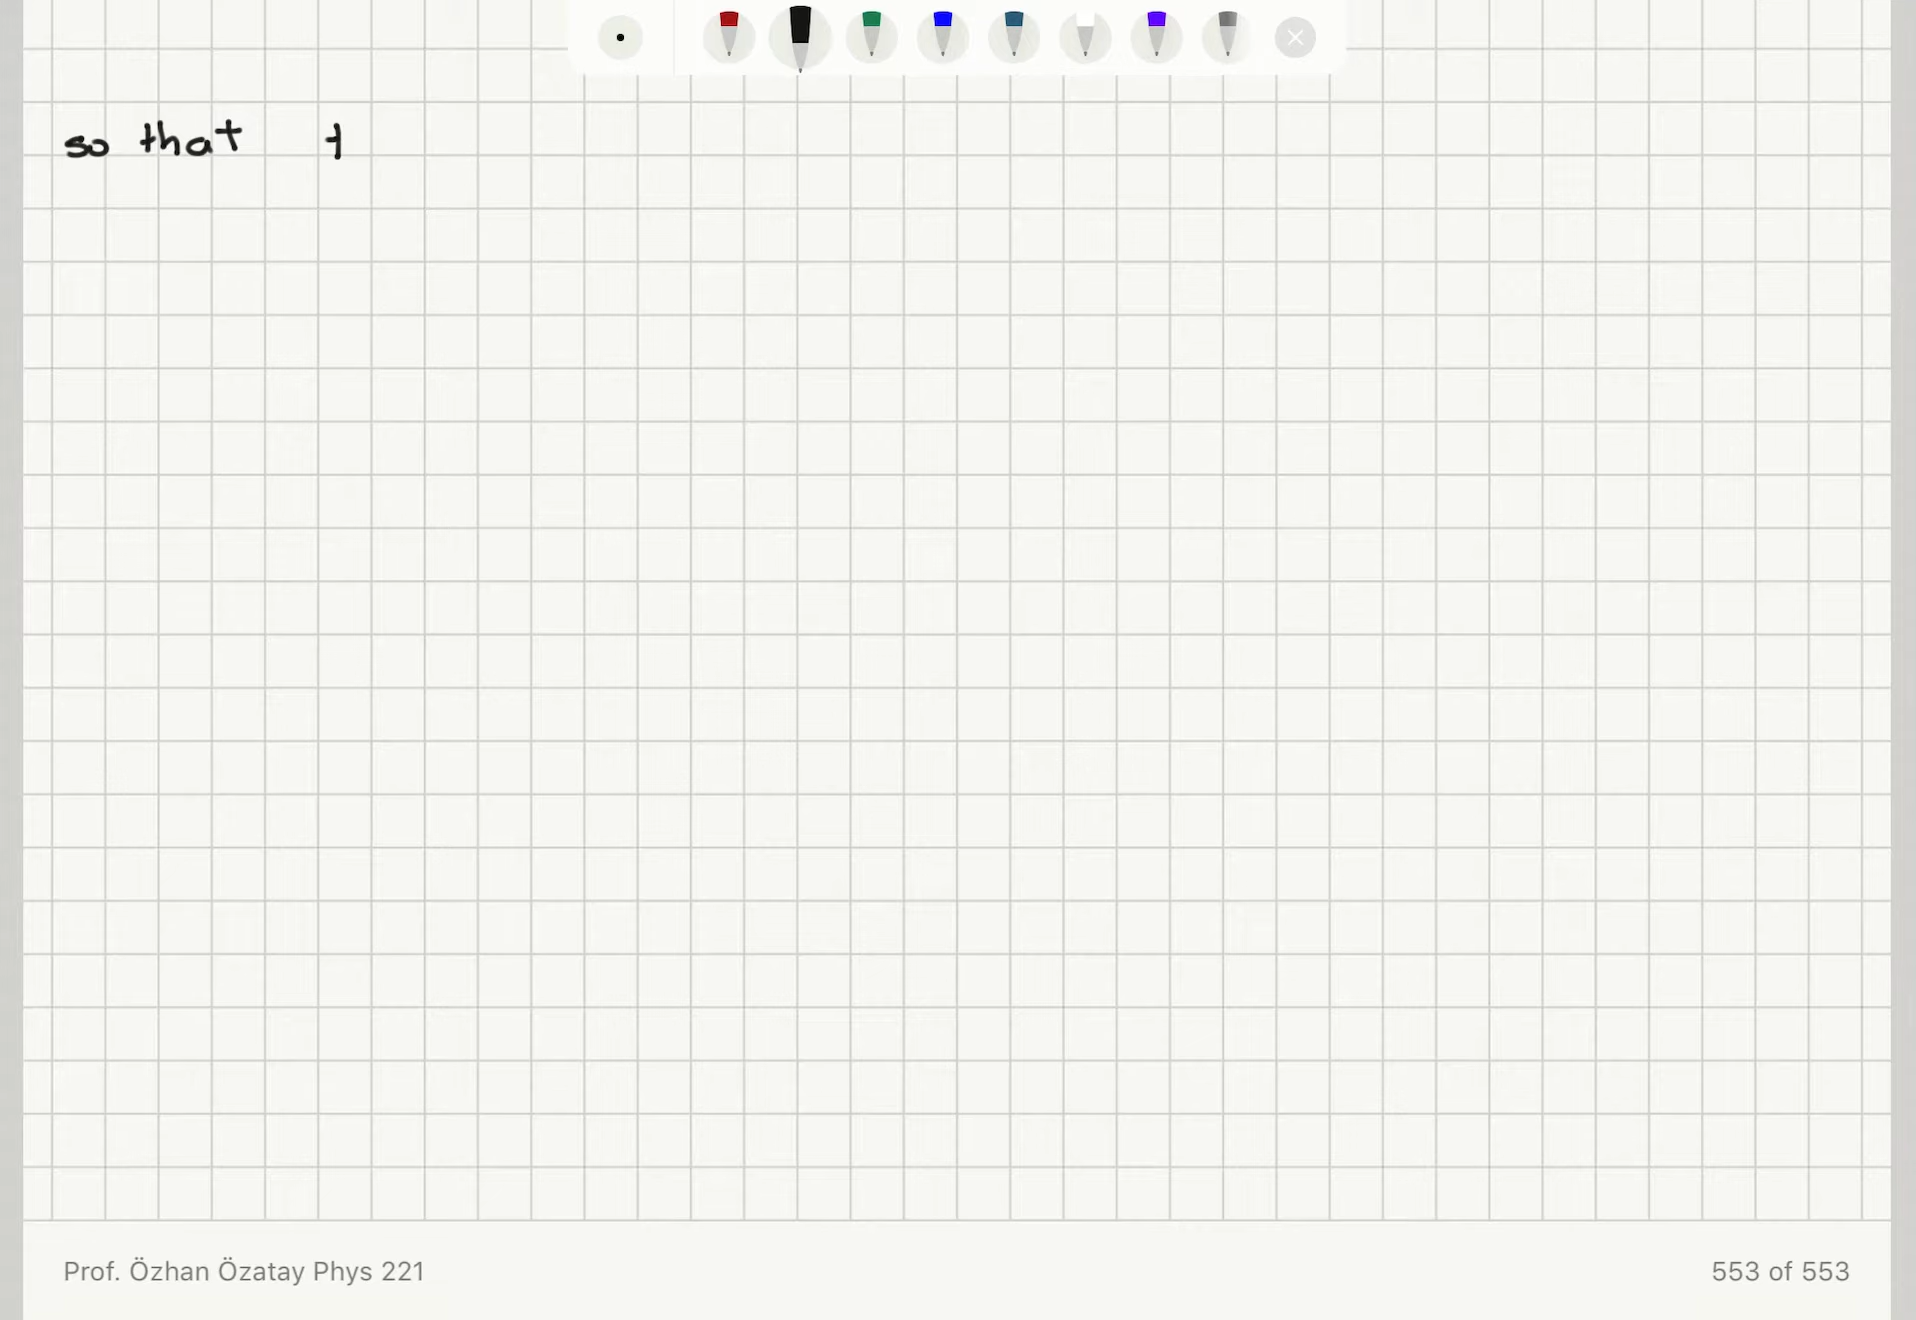 so that
Prof. Özhan Özatay Phys 221
553 of 553